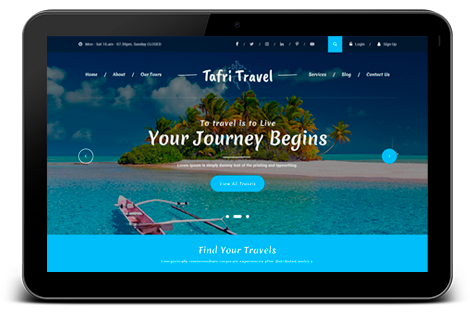 Mon - Sat 10 am - 07:30pm, Sunday CLOSED
Login / Sign Up
Home / About / Our Tours
Tafri Travel
Services / Blog / Contact Us
To travel is to Live
Your Journey Begins
Lorem Ipsum is simply dummy text of the printing and typesetting.
View All Travels
Find Your Travels